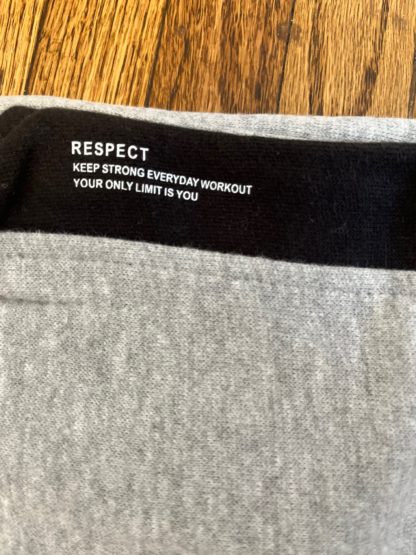 RESPECT
KEEP STRONG EVERYDAY WORKOUT
YOUR ONLY LIMIT IS YOU